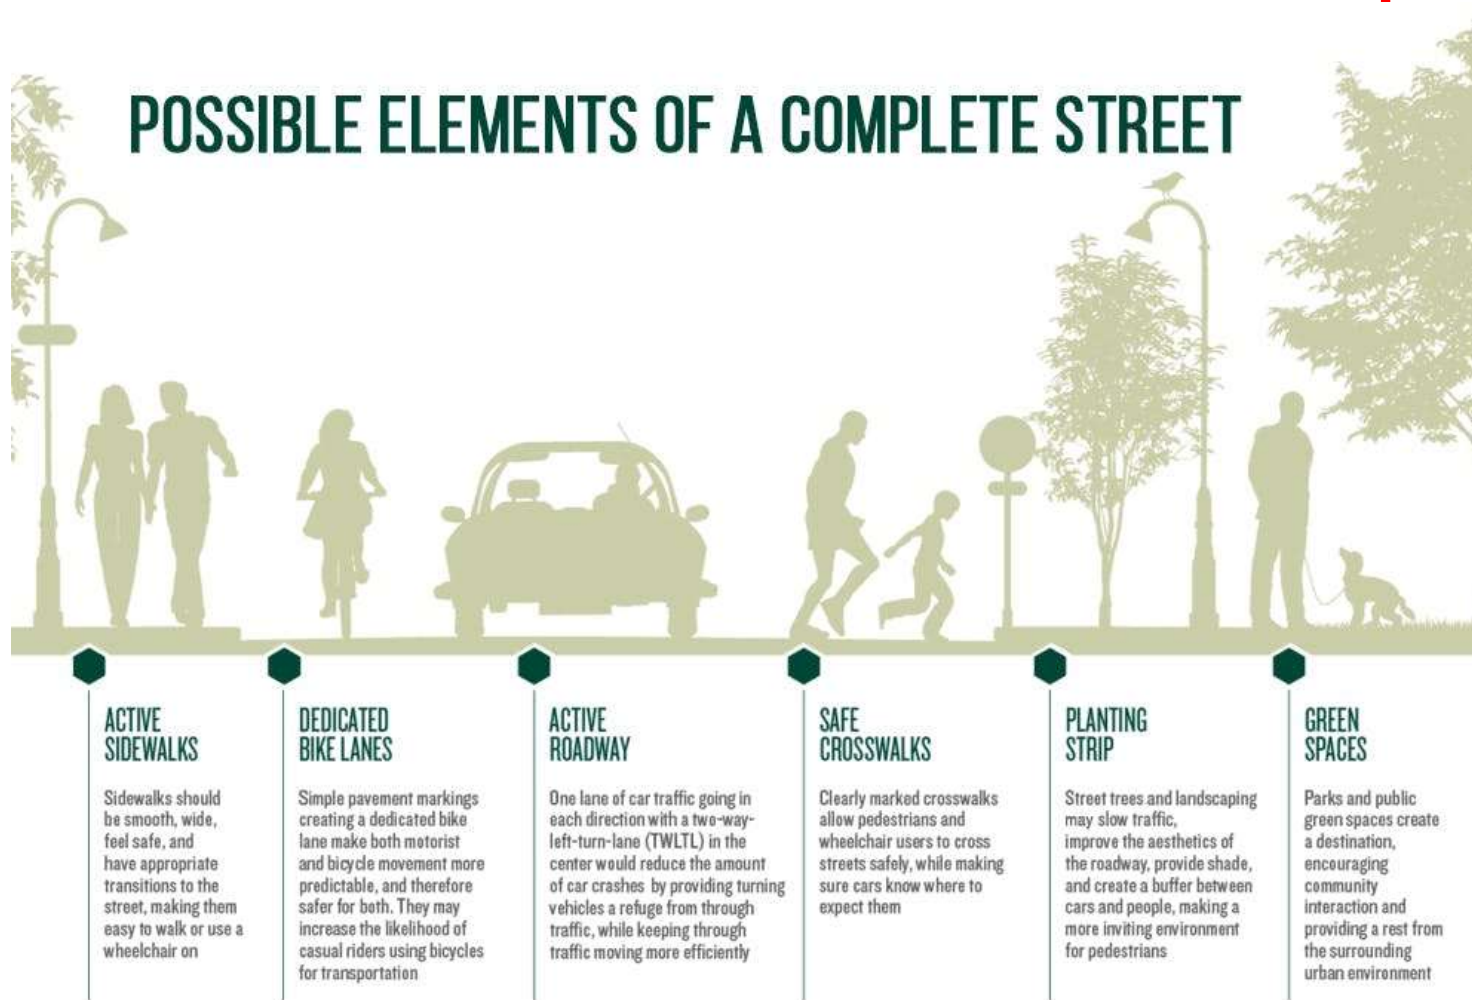 POSSIBLE ELEMENTS OF A COMPLETE STREET
ACTIVE
SIDEWALKS
Sidewalks should
be smooth, wide,
feel safe, and
have appropriate
transitions to the
street, making them
easy to walk or use a
wheelchair on
DEDICATED
BIKE LANES
Simple pavement markings
creating a dedicated bike
lane make both motorist
and bicycle movement more
predictable, and therefore
safer for both. They may
increase the likelihood of
casual riders using bicycles
for transportation
ACTIVE
ROADWAY
One lane of car traffic going in
each direction with a two-way-
left-turn-lane (TWLTL) in the
center would reduce the amount
of car crashes by providing turning
vehicles a refuge from through
traffic, while keeping through
traffic moving more efficiently
SAFE
CROSSWALKS
Clearly marked crosswalks
allow pedestrians and
wheelchair users to cross
streets safely, while making
sure cars know where to
expect them
PLANTING
STRIP
Street trees and landscaping
may slow traffic,
improve the aesthetics of
the roadway, provide shade,
and create a buffer between
cars and people, making a
more inviting environment
for pedestrians
GREEN
SPACES
Parks and public
green spaces create
a destination,
encouraging
community
interaction and
providing a rest from
the surrounding
urban environment